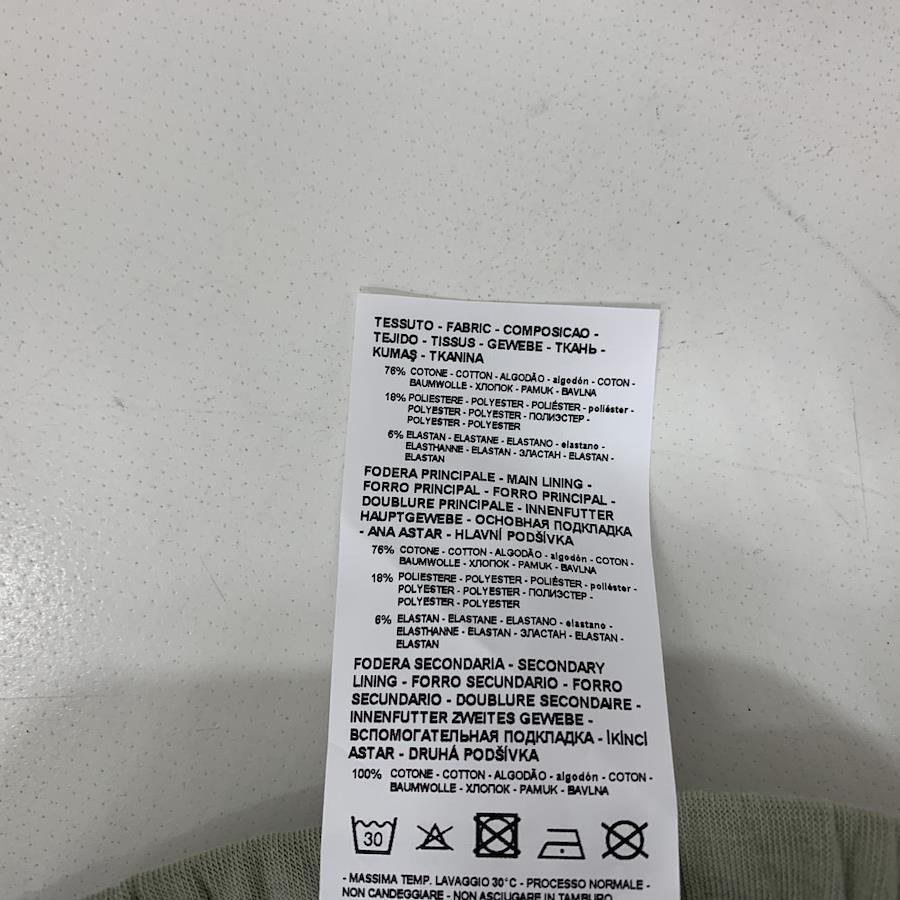 TESSUTO - FABRIC - COMPOSICAO -
TEJIDO - TISSUS - GEWEBE - ТКАНЬ -
KUMAŞ - TKANINA
76% COTONE - COTTON - ALGODÃO - algodón - COTON -
BAUMWOLLE - ХЛОПОК - PAMUK - BAVLNA
18% POLIESTERE - POLYESTER - POLIÉSTER - poliéster -
POLYESTER - POLYESTER - ПОЛИЭСТЕР -
POLYESTER - POLYESTER
6% ELASTAN - ELASTANE - ELASTANO - elastano -
ELASTHANNE - ELASTAN - ЭЛАСТАН - ELASTAN -
ELASTAN
FODERA PRINCIPALE - MAIN LINING -
FORRO PRINCIPAL - FORRO PRINCIPAL -
DOUBLURE PRINCIPALE - INNENFUTTER
HAUPTGEWEBE - ОСНОВНАЯ ПОДКЛАДКА
- ANA ASTAR - HLAVNÍ PODŠÍVKA
76% COTONE - COTTON - ALGODÃO - algodón - COTON -
BAUMWOLLE - ХЛОПОК - PAMUK - BAVLNA
18% POLIESTERE - POLYESTER - POLIÉSTER - poliéster -
POLYESTER - POLYESTER - ПОЛИЭСТЕР -
POLYESTER - POLYESTER
6% ELASTAN - ELASTANE - ELASTANO - elastano -
ELASTHANNE - ELASTAN - ЭЛАСТАН - ELASTAN -
ELASTAN
FODERA SECONDARIA - SECONDARY
LINING - FORRO SECUNDARIO - FORRO
SECUNDARIO - DOUBLURE SECONDAIRE -
INNENFUTTER ZWEITES GEWEBE -
ВСПОМОГАТЕЛЬНАЯ ПОДКЛАДКА - İKİNCİ
ASTAR - DRUHÁ PODŠÍVKA
100% COTONE - COTTON - ALGODÃO - algodón - COTON -
BAUMWOLLE - ХЛОПОК - PAMUK - BAVLNA
30
- MASSIMA TEMP. LAVAGGIO 30°C - PROCESSO NORMALE -
NON CANDEGGIARE - NON ASCIUGARE IN TAMBURO